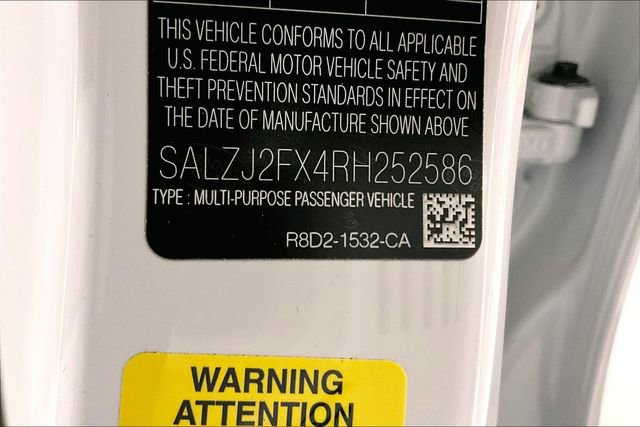 THIS VEHICLE CONFORMS TO ALL APPLICABLE
U.S. FEDERAL MOTOR VEHICLE SAFETY AND
THEFT PREVENTION STANDARDS IN EFFECT ON
THE DATE OF MANUFACTURE SHOWN ABOVE
SALZJ2FX4RH252586
TYPE : MULTI-PURPOSE PASSENGER VEHICLE
R8D2-1532-CA
WARNING
ATTENTION